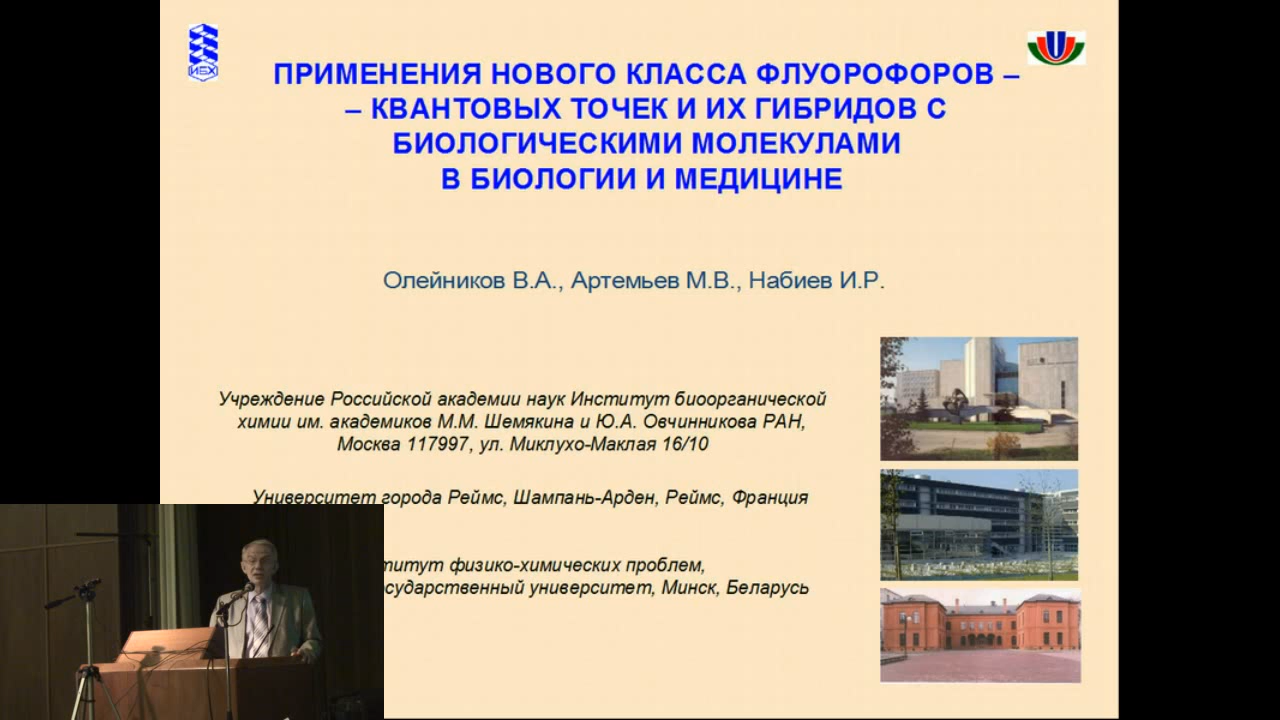 ИБХ
ПРИМЕНЕНИЯ НОВОГО КЛАССА ФЛУОРОФОРОВ –
– КВАНТОВЫХ ТОЧЕК И ИХ ГИБРИДОВ С
БИОЛОГИЧЕСКИМИ МОЛЕКУЛАМИ
В БИОЛОГИИ И МЕДИЦИНЕ
Олейников В.А., Артемьев М.В., Набиев И.Р.
Учреждение Российской академии наук Институт биоорганической
химии им. академиков М.М. Шемякина и Ю.А. Овчинникова РАН,
Москва 117997, ул. Миклухо-Маклая 16/10
Университет города Реймс, Шампань-Арден, Реймс, Франция
титут физико-химических проблем,
сударственный университет, Минск, Беларусь